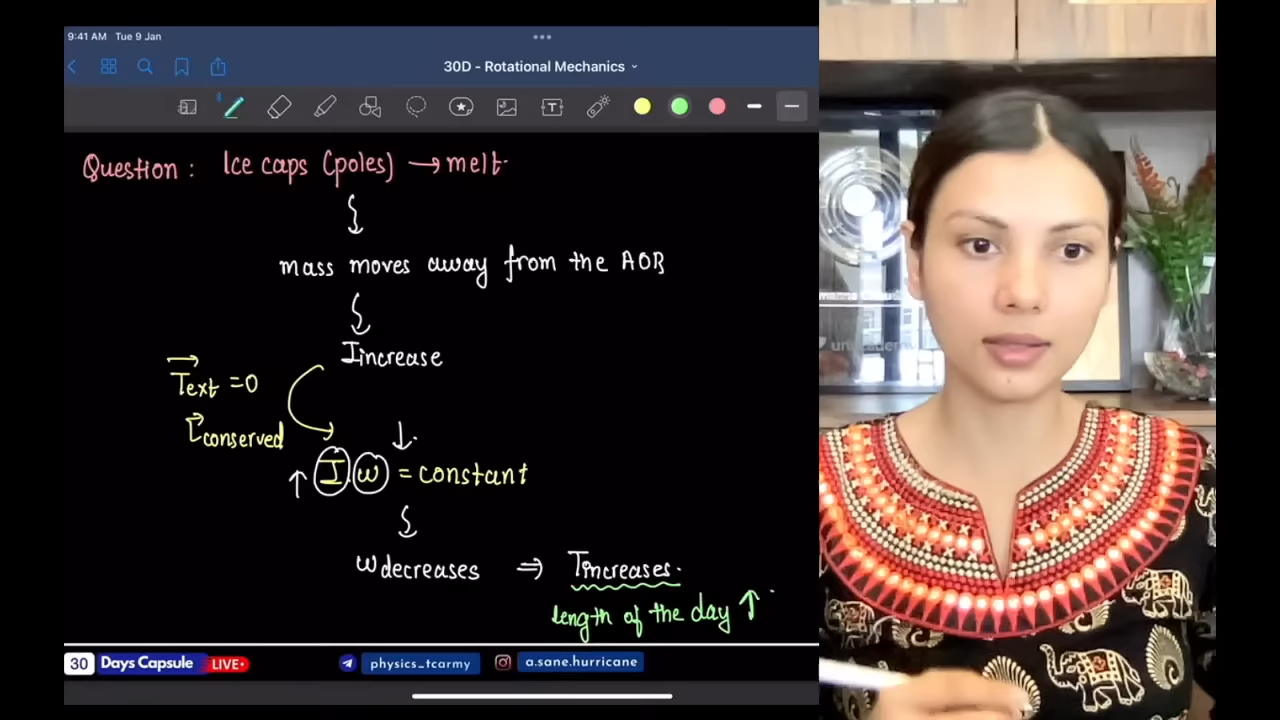 9:41 AM Tue 9 Jan
30D - Rotational Mechanics
Question : Ice caps (poles) → melt
mass moves away from the AOR
I increase
Text = 0
L conserved
↓
↑ I . ω = constant
ω decreases ⇒ T increases.
length of the day ↑
30 Days Capsule LIVE physics_tcarmy a.sane.hurricane